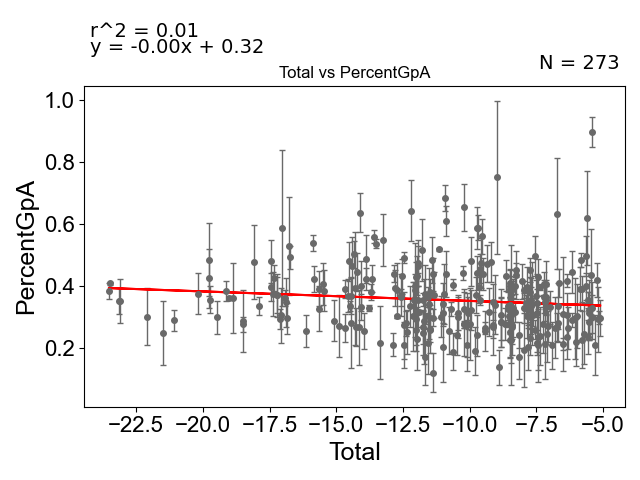 r^2 = 0.01
y = -0.00x + 0.32
N = 273
Total vs PercentGpA
PercentGpA
1.0
0.8
0.6
0.4
0.2
−22.5 −20.0 −17.5 −15.0 −12.5 −10.0 −7.5 −5.0
Total